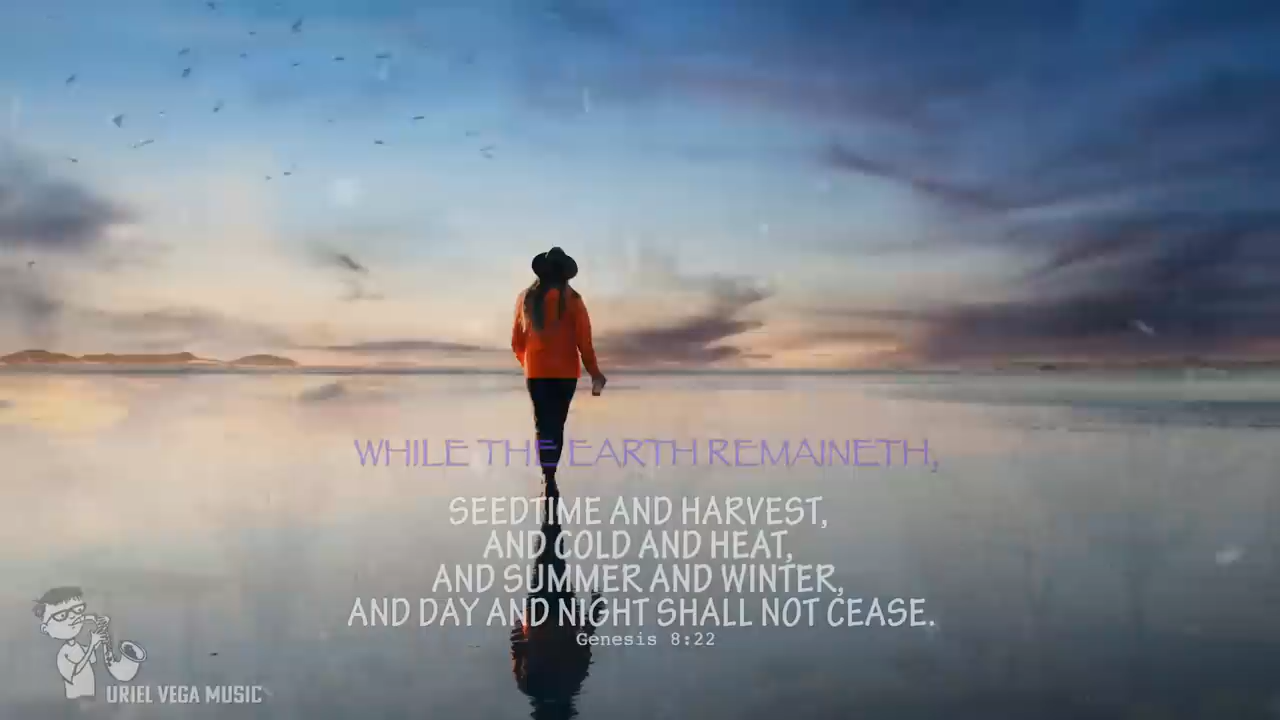 WHILE THE EARTH REMAINETH,
SEEDTIME AND HARVEST,
AND COLD AND HEAT,
AND SUMMER AND WINTER,
AND DAY AND NIGHT SHALL NOT CEASE.
Genesis 8:22
URIEL VEGA MUSIC